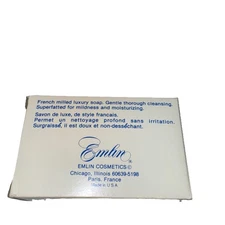 French milled luxury soap. Gentle thorough cleansing.
Superfatted for mildness and moisturizing.
Savon de luxe, de style français.
Permet un nettoyage profond sans irritation.
Surgraissé, il est doux et non-desséchant.
Emlin
EMLIN COSMETICS©
Chicago, Illinois 60639-5198
Paris, France
Made in U.S.A.